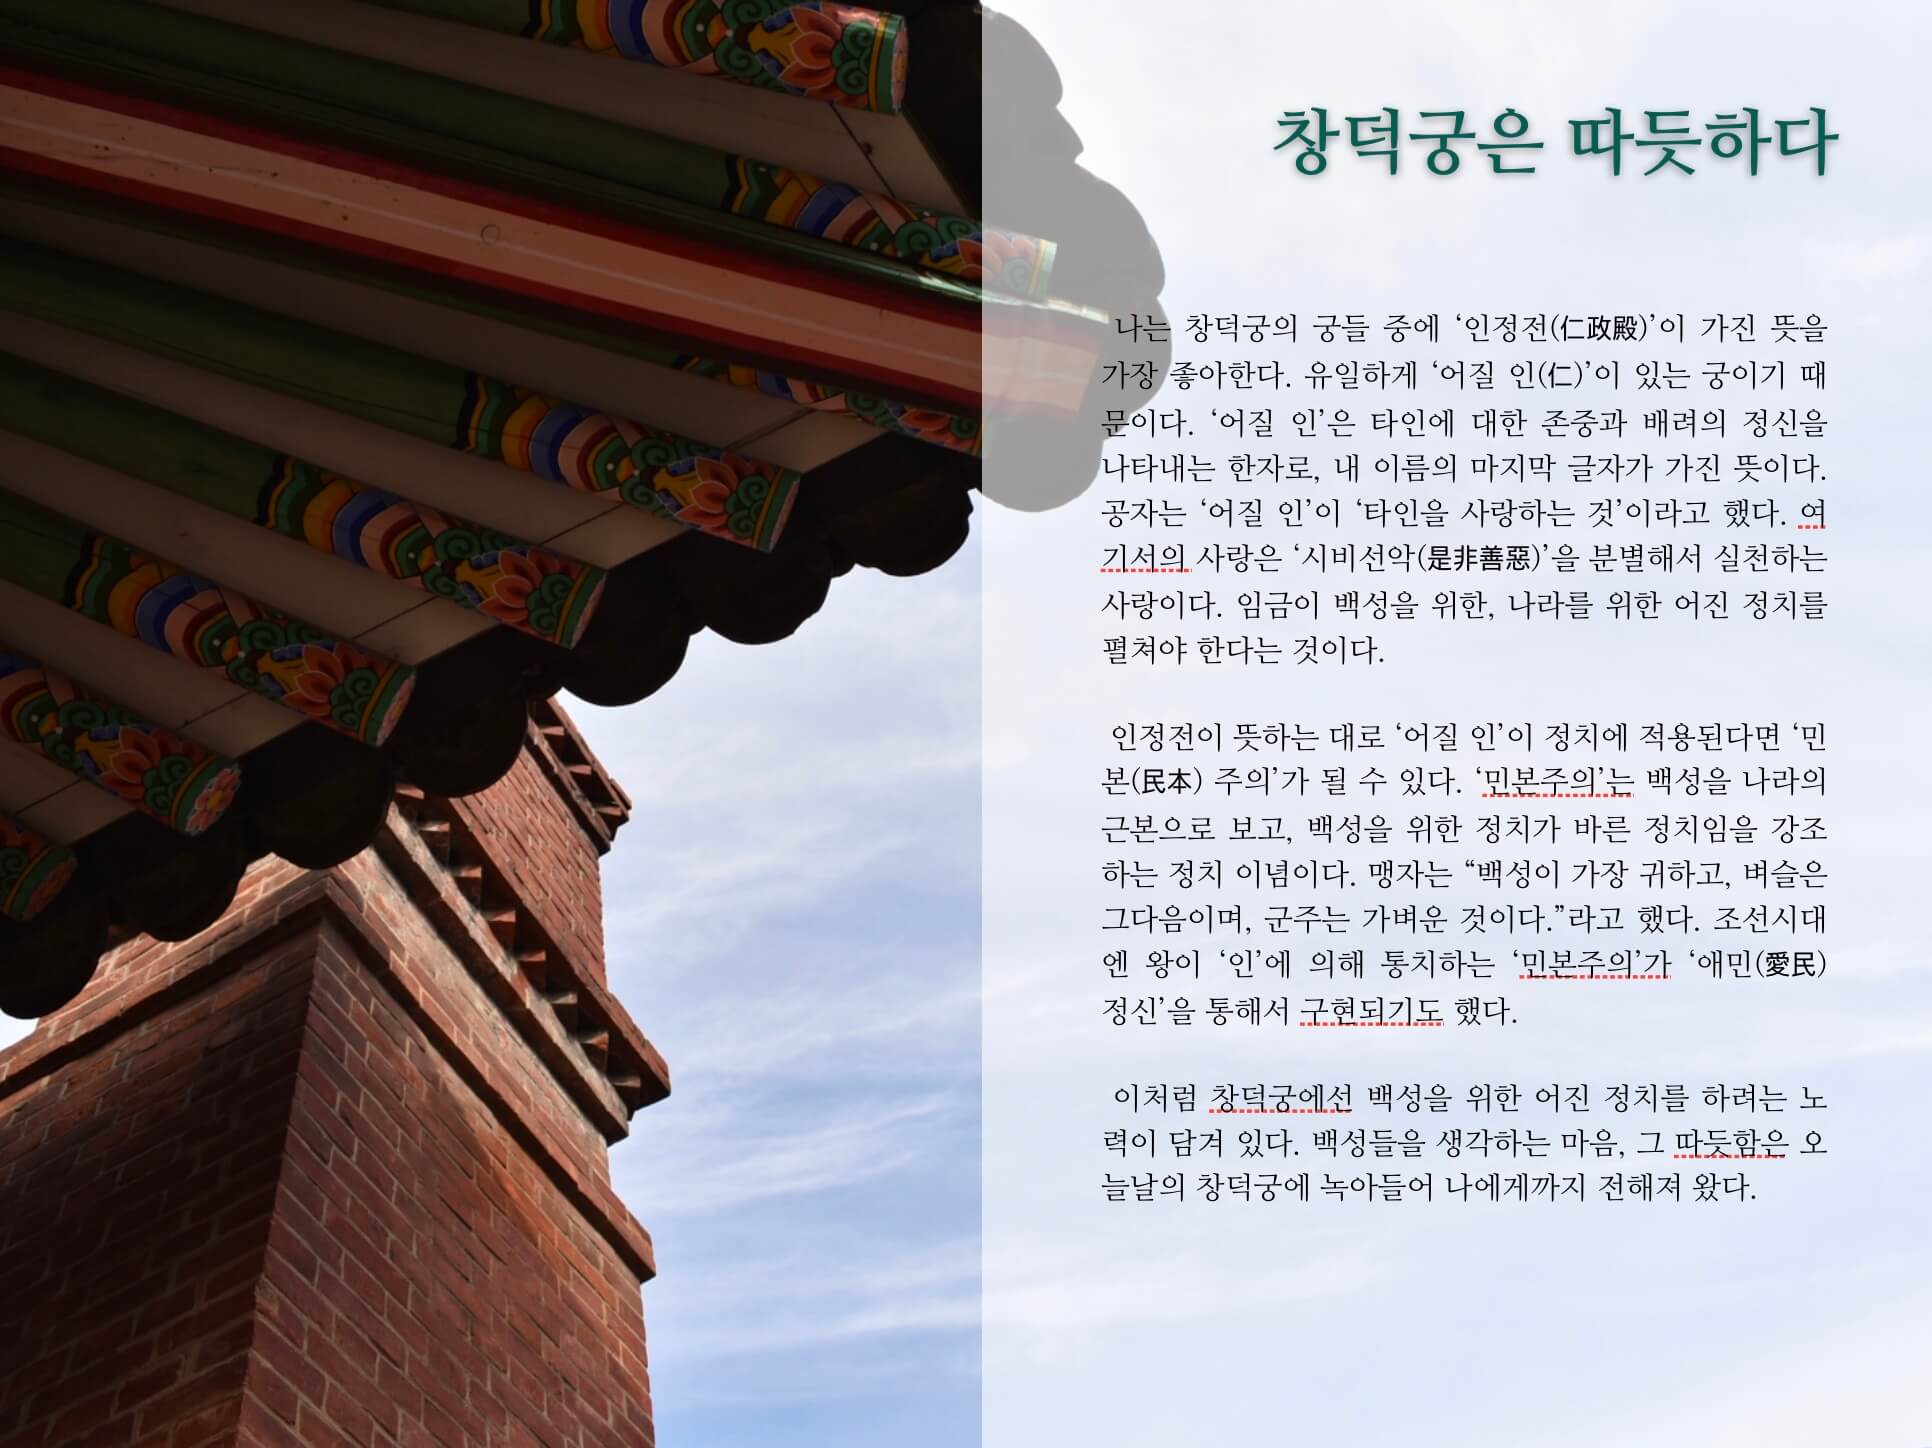 창덕궁은 따듯하다
나는 창덕궁의 궁들 중에 ‘인정전(仁政殿)’이 가진 뜻을
가장 좋아한다. 유일하게 ‘어질 인(仁)’이 있는 궁이기 때
문이다. ‘어질 인’은 타인에 대한 존중과 배려의 정신을
나타내는 한자로, 내 이름의 마지막 글자가 가진 뜻이다.
공자는 ‘어질 인’이 ‘타인을 사랑하는 것’이라고 했다. 여
기서의 사랑은 ‘시비선악(是非善惡)’을 분별해서 실천하는
사랑이다. 임금이 백성을 위한, 나라를 위한 어진 정치를
펼쳐야 한다는 것이다.
인정전이 뜻하는 대로 ‘어질 인’이 정치에 적용된다면 ‘민
본(民本) 주의’가 될 수 있다. ‘민본주의’는 백성을 나라의
근본으로 보고, 백성을 위한 정치가 바른 정치임을 강조
하는 정치 이념이다. 맹자는 “백성이 가장 귀하고, 벼슬은
그다음이며, 군주는 가벼운 것이다.”라고 했다. 조선시대
엔 왕이 ‘인’에 의해 통치하는 ‘민본주의’가 ‘애민(愛民)
정신’을 통해서 구현되기도 했다.
이처럼 창덕궁에선 백성을 위한 어진 정치를 하려는 노
력이 담겨 있다. 백성들을 생각하는 마음, 그 따듯함은 오
늘날의 창덕궁에 녹아들어 나에게까지 전해져 왔다.